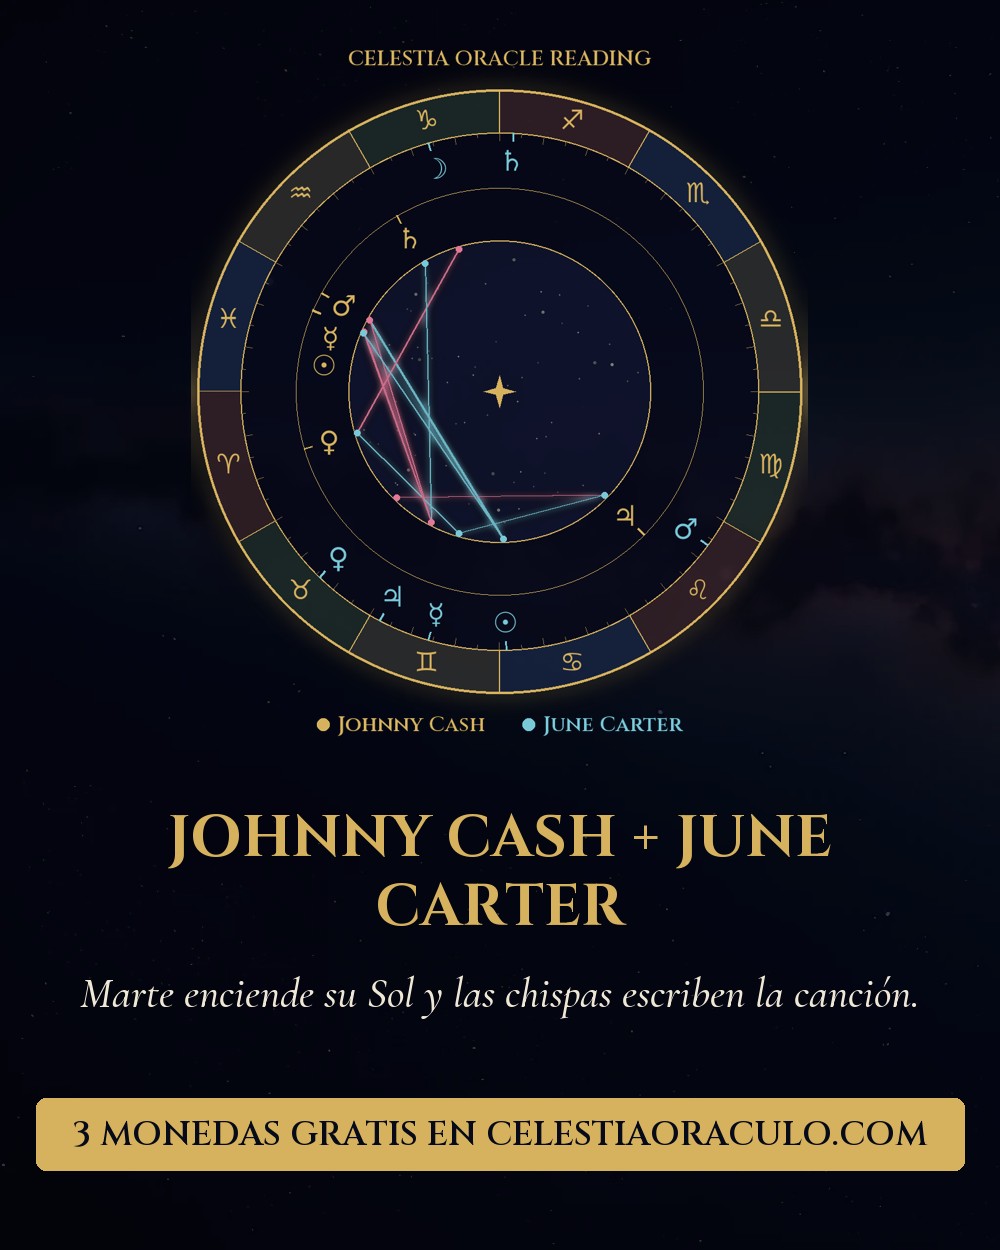 CELESTIA ORACLE READING
♑ ♐
♒ ♏
♓ ♎
♈ ♍
♉ ♌
♊ ♋
☽ ♄
♄
♂
☿
☉
♀
♃ ♂
♀
♃ ☿ ☉
Johnny Cash June Carter
JOHNNY CASH + JUNE
CARTER
Marte enciende su Sol y las chispas escriben la canción.
3 MONEDAS GRATIS EN CELESTIAORACULO.COM